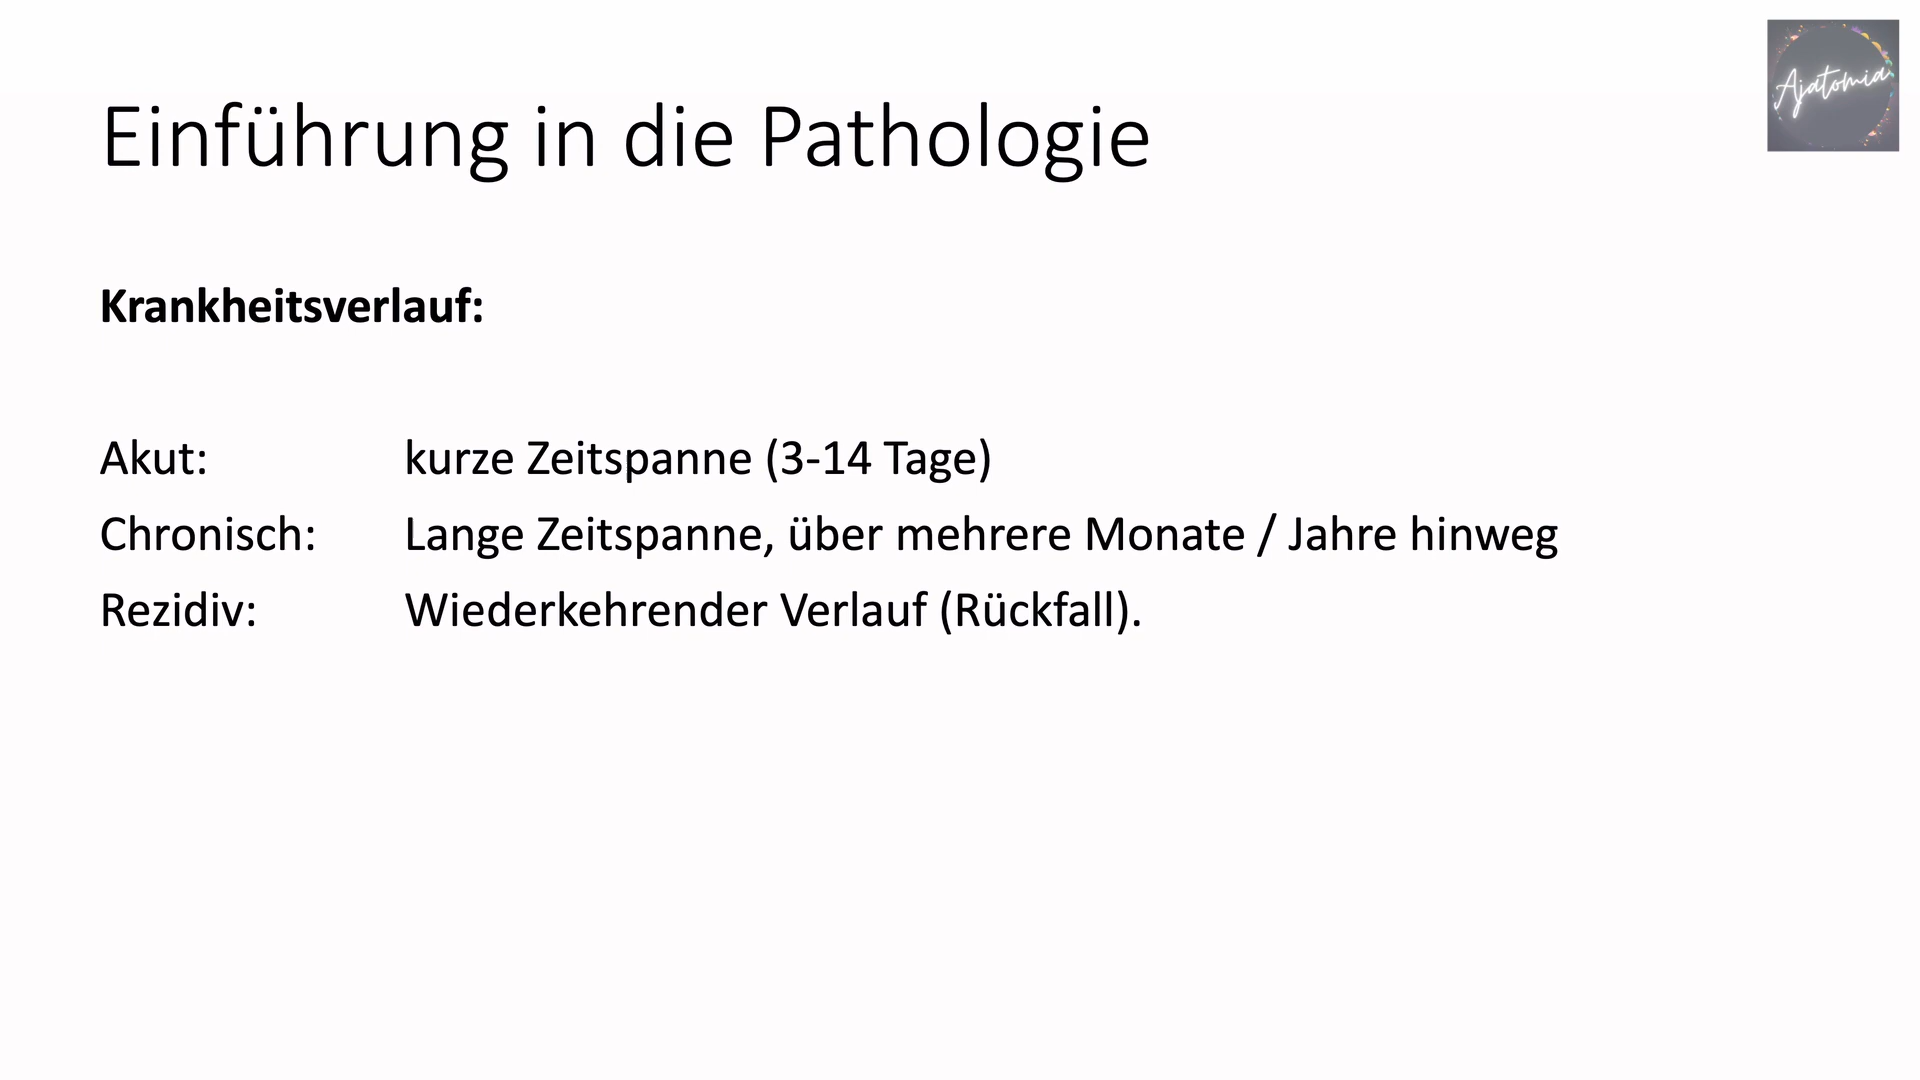 Ajatomia
Einführung in die Pathologie
Krankheitsverlauf:
Akut: kurze Zeitspanne (3-14 Tage)
Chronisch: Lange Zeitspanne, über mehrere Monate / Jahre hinweg
Rezidiv: Wiederkehrender Verlauf (Rückfall).